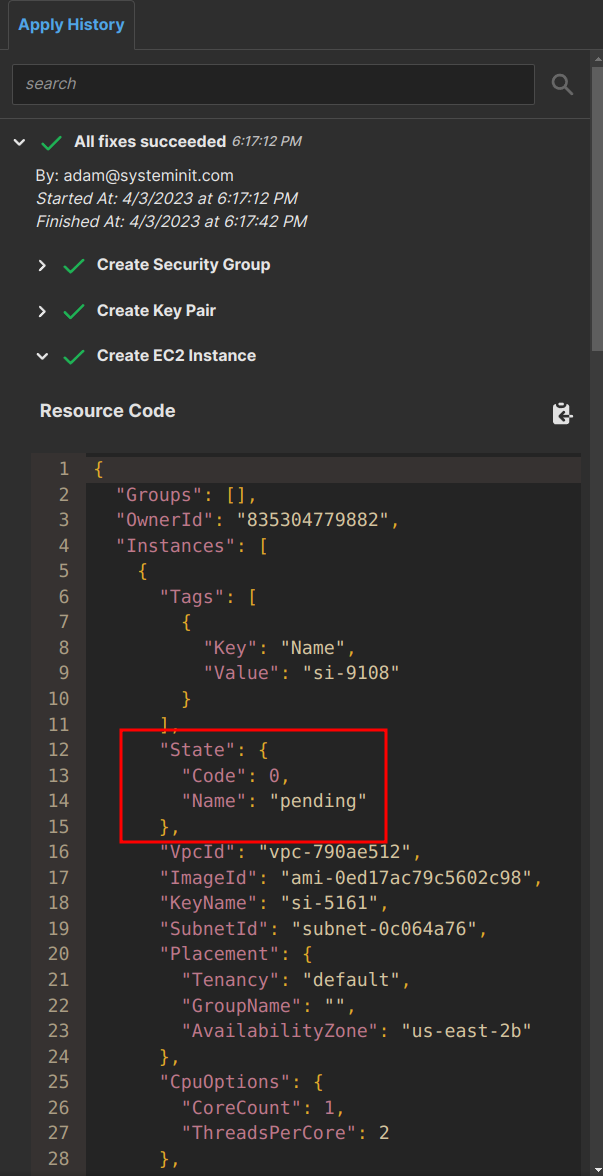 Apply History
search
All fixes succeeded 6:17:12 PM
By: adam@systeminit.com
Started At: 4/3/2023 at 6:17:12 PM
Finished At: 4/3/2023 at 6:17:42 PM
Create Security Group
Create Key Pair
Create EC2 Instance
Resource Code
1 {
2 "Groups": [],
3 "OwnerId": "835304779882",
4 "Instances": [
5 {
6 "Tags": [
7 {
8 "Key": "Name",
9 "Value": "si-9108"
10 }
11 ],
12 "State": {
13 "Code": 0,
14 "Name": "pending"
15 },
16 "VpcId": "vpc-790ae512",
17 "ImageId": "ami-0ed17ac79c5602c98",
18 "KeyName": "si-5161",
19 "SubnetId": "subnet-0c064a76",
20 "Placement": {
21 "Tenancy": "default",
22 "GroupName": "",
23 "AvailabilityZone": "us-east-2b"
24 },
25 "CpuOptions": {
26 "CoreCount": 1,
27 "ThreadsPerCore": 2
28 },